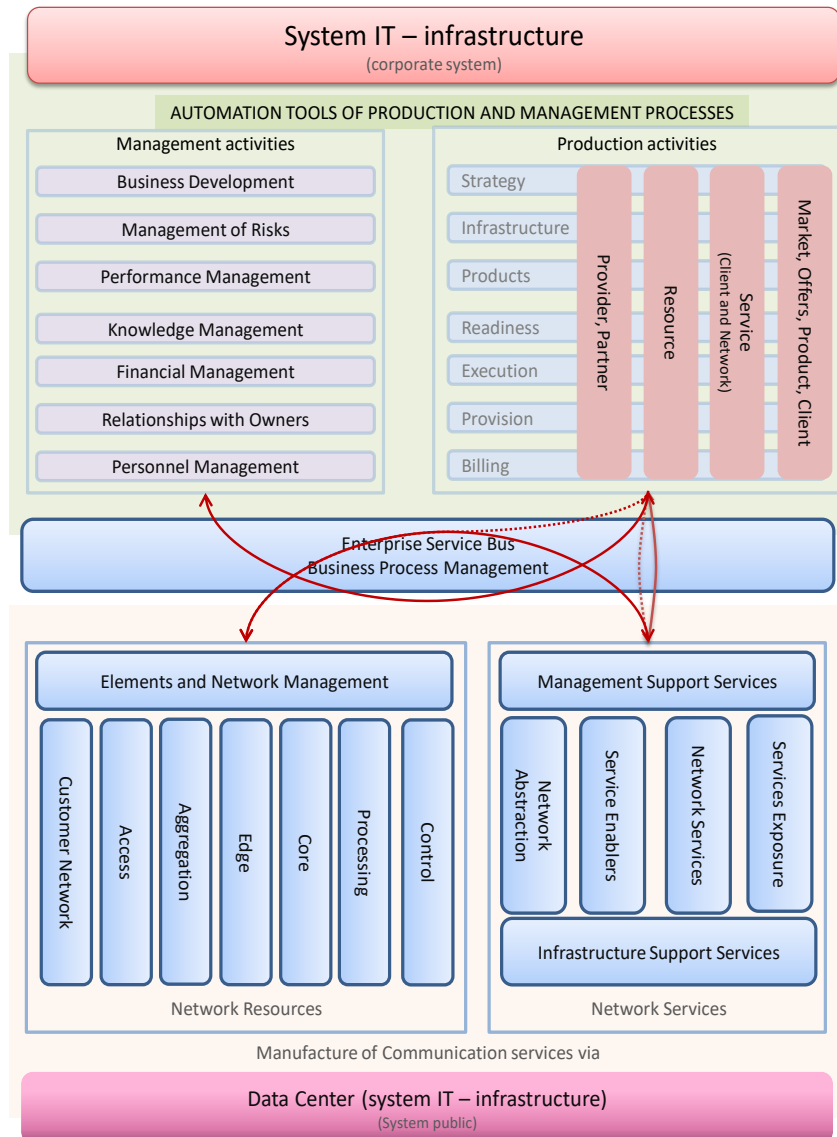 System IT – infrastructure
(corporate system)
AUTOMATION TOOLS OF PRODUCTION AND MANAGEMENT PROCESSES
Management activities
Business Development
Management of Risks
Performance Management
Knowledge Management
Financial Management
Relationships with Owners
Personnel Management
Production activities
Strategy
Infrastructure
Products
Readiness
Execution
Provision
Billing
Provider, Partner
Resource
Service
(Client and Network)
Market, Offers, Product, Client
Enterprise Service Bus
Business Process Management
Elements and Network Management
Customer Network
Access
Aggregation
Edge
Core
Processing
Control
Network Resources
Management Support Services
Network
Abstraction
Service Enablers
Network Services
Services Exposure
Infrastructure Support Services
Network Services
Manufacture of Communication services via
Data Center (system IT – infrastructure)
(System public)